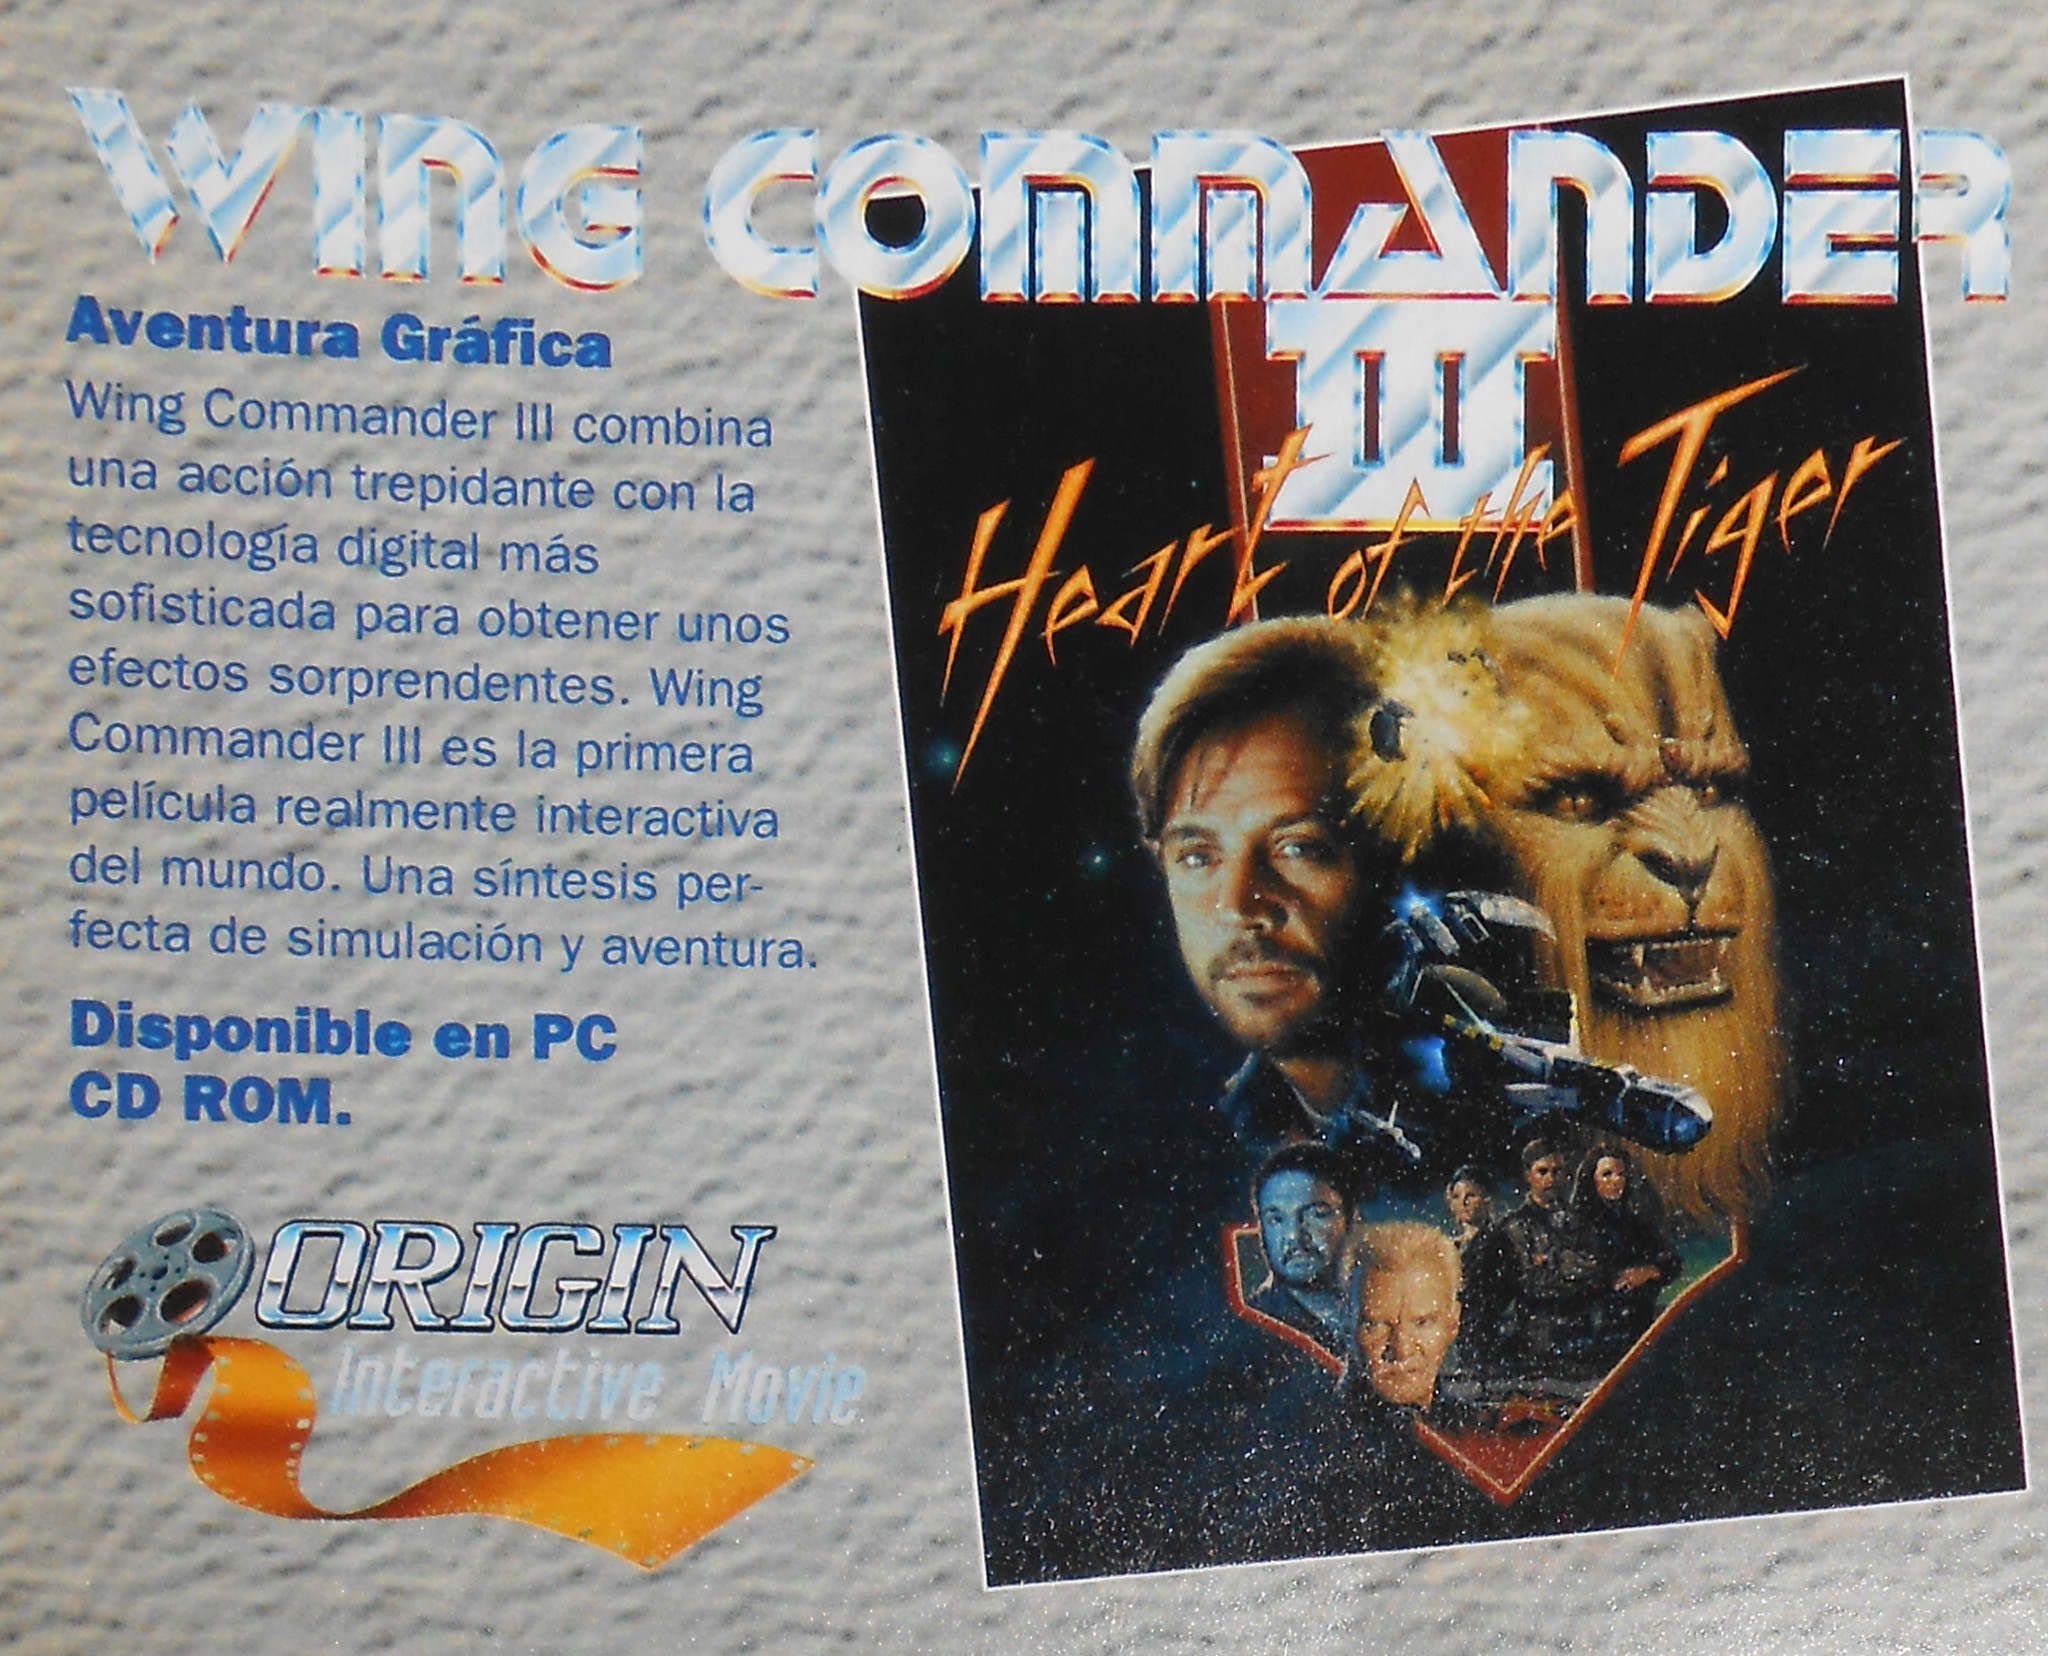 WING COMMANDER
III
Heart of the Tiger
Aventura Gráfica
Wing Commander III combina
una acción trepidante con la
tecnología digital más
sofisticada para obtener unos
efectos sorprendentes. Wing
Commander III es la primera
película realmente interactiva
del mundo. Una síntesis per-
fecta de simulación y aventura.
Disponible en PC
CD ROM.
ORIGIN
Interactive Movie